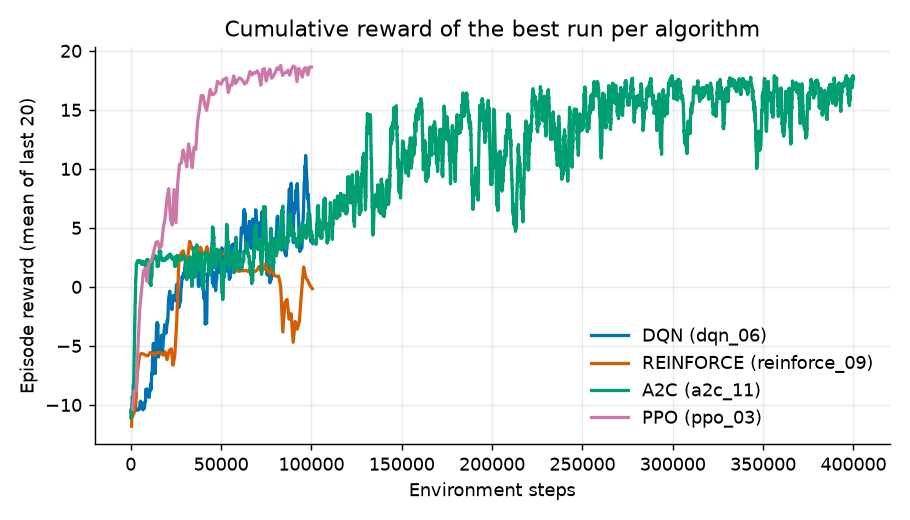 Cumulative reward of the best run per algorithm
Episode reward (mean of last 20)
20
15
10
5
0
−5
−10
DQN (dqn_06)
REINFORCE (reinforce_09)
A2C (a2c_11)
PPO (ppo_03)
0 50000 100000 150000 200000 250000 300000 350000 400000
Environment steps